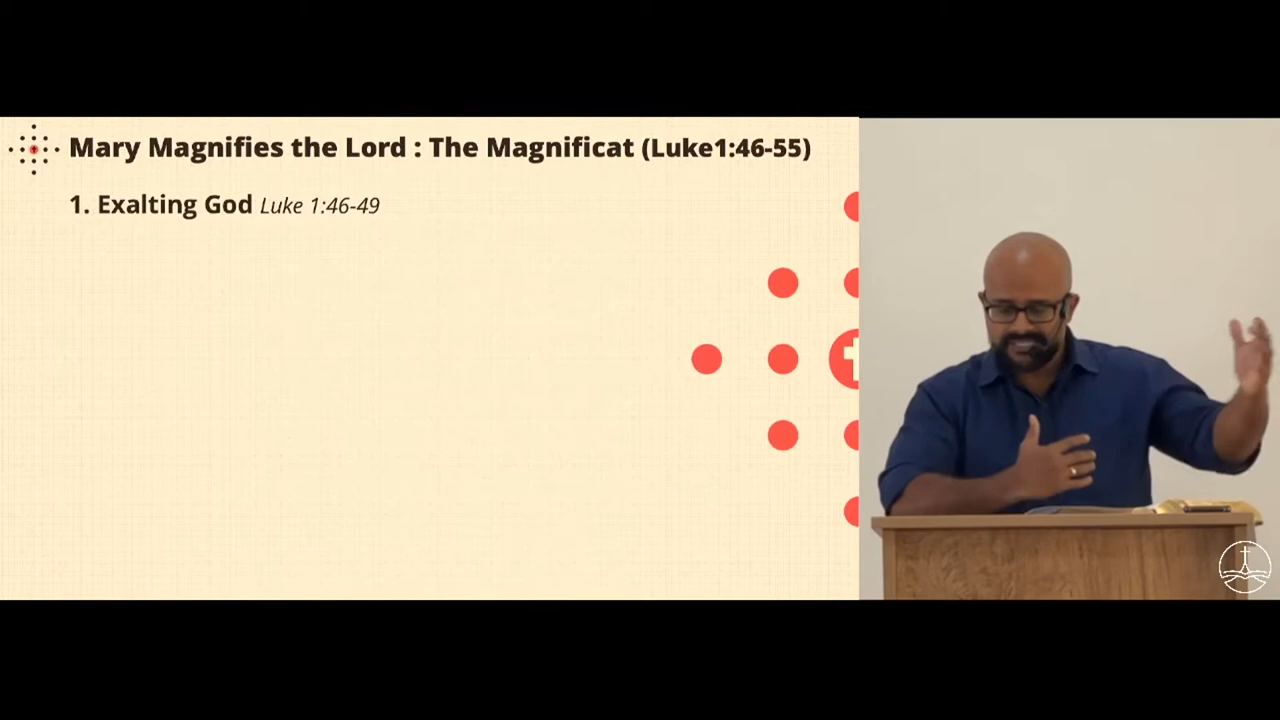 Mary Magnifies the Lord : The Magnificat (Luke1:46-55)
1. Exalting God Luke 1:46-49